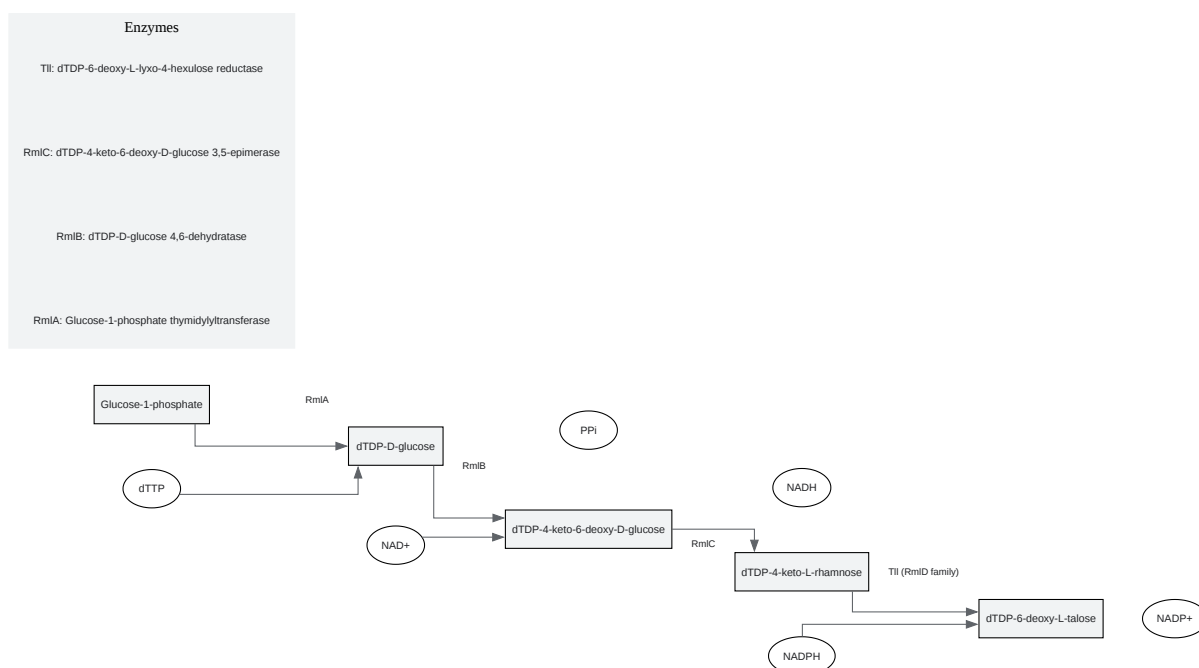 Enzymes
Tll: dTDP-6-deoxy-L-lyxo-4-hexulose reductase
RmlC: dTDP-4-keto-6-deoxy-D-glucose 3,5-epimerase
RmlB: dTDP-D-glucose 4,6-dehydratase
RmlA: Glucose-1-phosphate thymidylyltransferase
Glucose-1-phosphate
RmlA
dTDP-D-glucose
PPi
RmlB
dTTP
NADH
dTDP-4-keto-6-deoxy-D-glucose
NAD+
RmlC
dTDP-4-keto-L-rhamnose
Tll (RmlD family)
dTDP-6-deoxy-L-talose
NADP+
NADPH